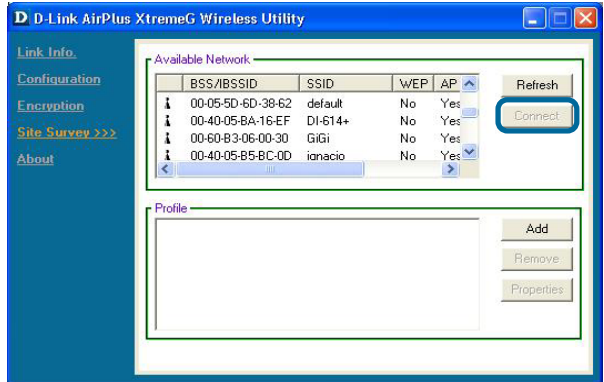 D D-Link AirPlus XtremeG Wireless Utility
Link Info.
Configuration
Encryption
Site Survey >>>
About
Available Network
BSS/IBSSID SSID WEP AP
00-05-5D-6D-38-62 default No Yes
00-40-05-BA-16-EF DI-614+ No Yes
00-60-B3-06-00-30 GiGi No Yes
00-40-05-B5-BC-0D ignacio No Yes
Refresh
Connect
Profile
Add
Remove
Properties